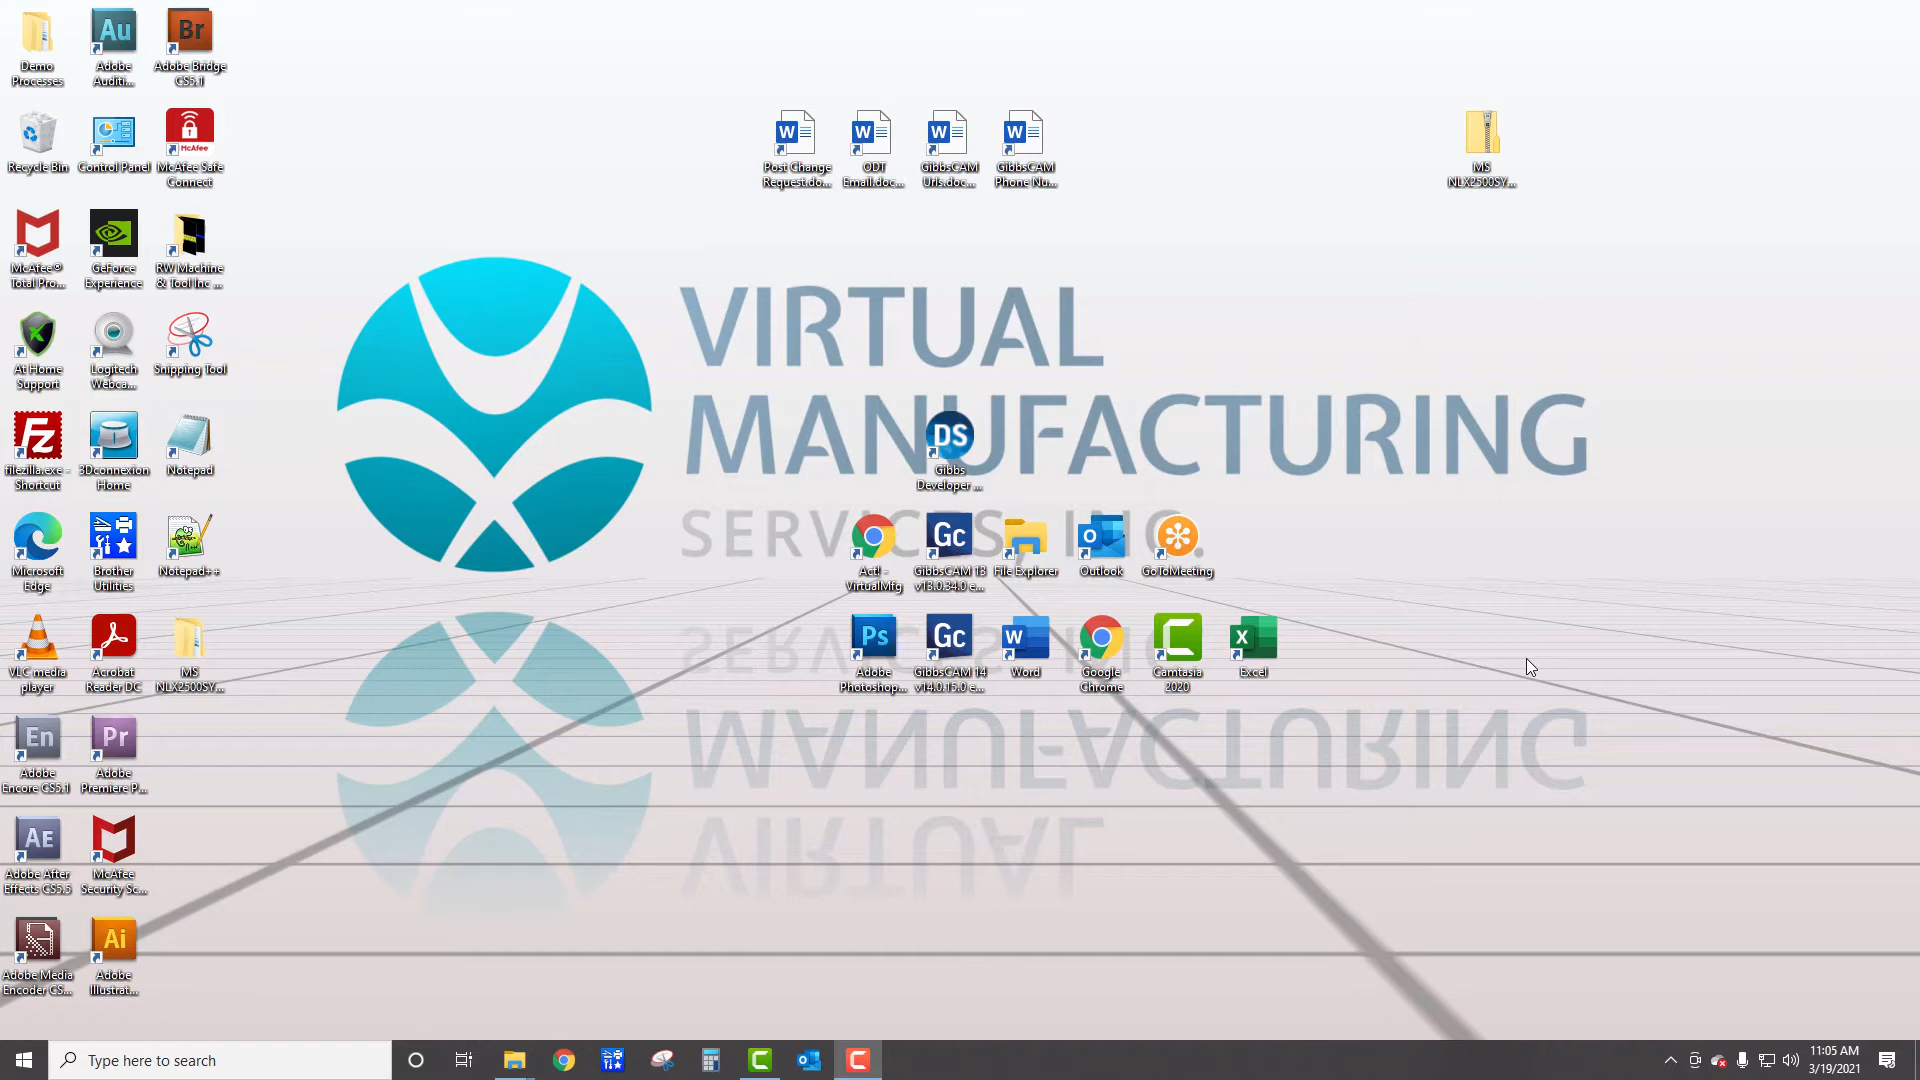 Demo
Processes
Adobe
Auditi...
Adobe Bridge
CS5.1
Recycle Bin
Control Panel
McAfee Safe
Connect
McAfee®
Total Pro...
GeForce
Experience
RW Machine
& Tool Inc ...
At Home
Support
Logitech
Webca...
Snipping Tool
filezilla.exe -
Shortcut
3Dconnexion
Home
Notepad
Microsoft
Edge
Brother
Utilities
Notepad++
VLC media
player
Acrobat
Reader DC
MS
NLX2500SY...
Adobe
Encore CS5.1
Adobe
Premiere P...
Adobe After
Effects CS5.5
McAfee
Security Sc...
Adobe Media
Encoder CS...
Adobe
Illustrat...
Post Change
Request.do...
ODT
Email.doc...
GibbsCAM
Urls.doc...
GibbsCAM
Phone Nu...
MS
NLX2500SY...
VIRTUAL
MANUFACTURING
SERVICES, INC.
Gibbs
Developer ...
Act! -
VirtualMfg
GibbsCAM 13
v13.0.34.0 e...
File Explorer
Outlook
GoToMeeting
Adobe
Photoshop...
GibbsCAM 14
v14.0.15.0 e...
Word
Google
Chrome
Camtasia
2020
Excel
Type here to search
11:05 AM
3/19/2021